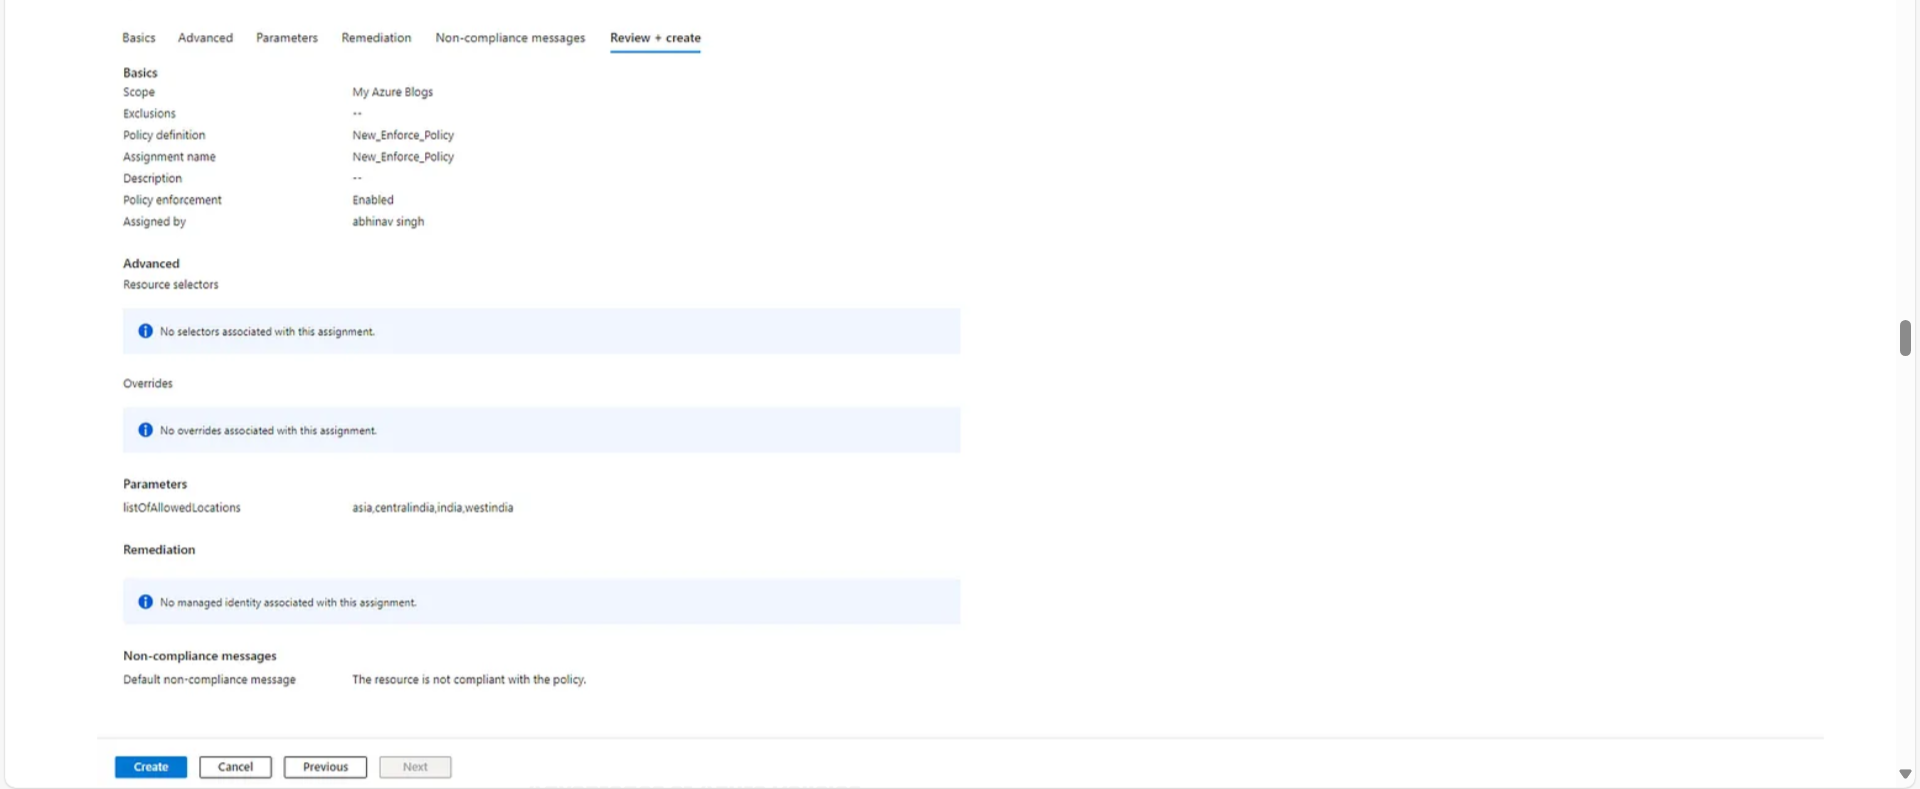 Basics Advanced Parameters Remediation Non-compliance messages Review + create
Basics
Scope My Azure Blogs
Exclusions --
Policy definition New_Enforce_Policy
Assignment name New_Enforce_Policy
Description --
Policy enforcement Enabled
Assigned by abhinav singh
Advanced
Resource selectors
No selectors associated with this assignment.
Overrides
No overrides associated with this assignment.
Parameters
listOfAllowedLocations asia,centralindia,india,westindia
Remediation
No managed identity associated with this assignment.
Non-compliance messages
Default non-compliance message The resource is not compliant with the policy.
Create Cancel Previous Next